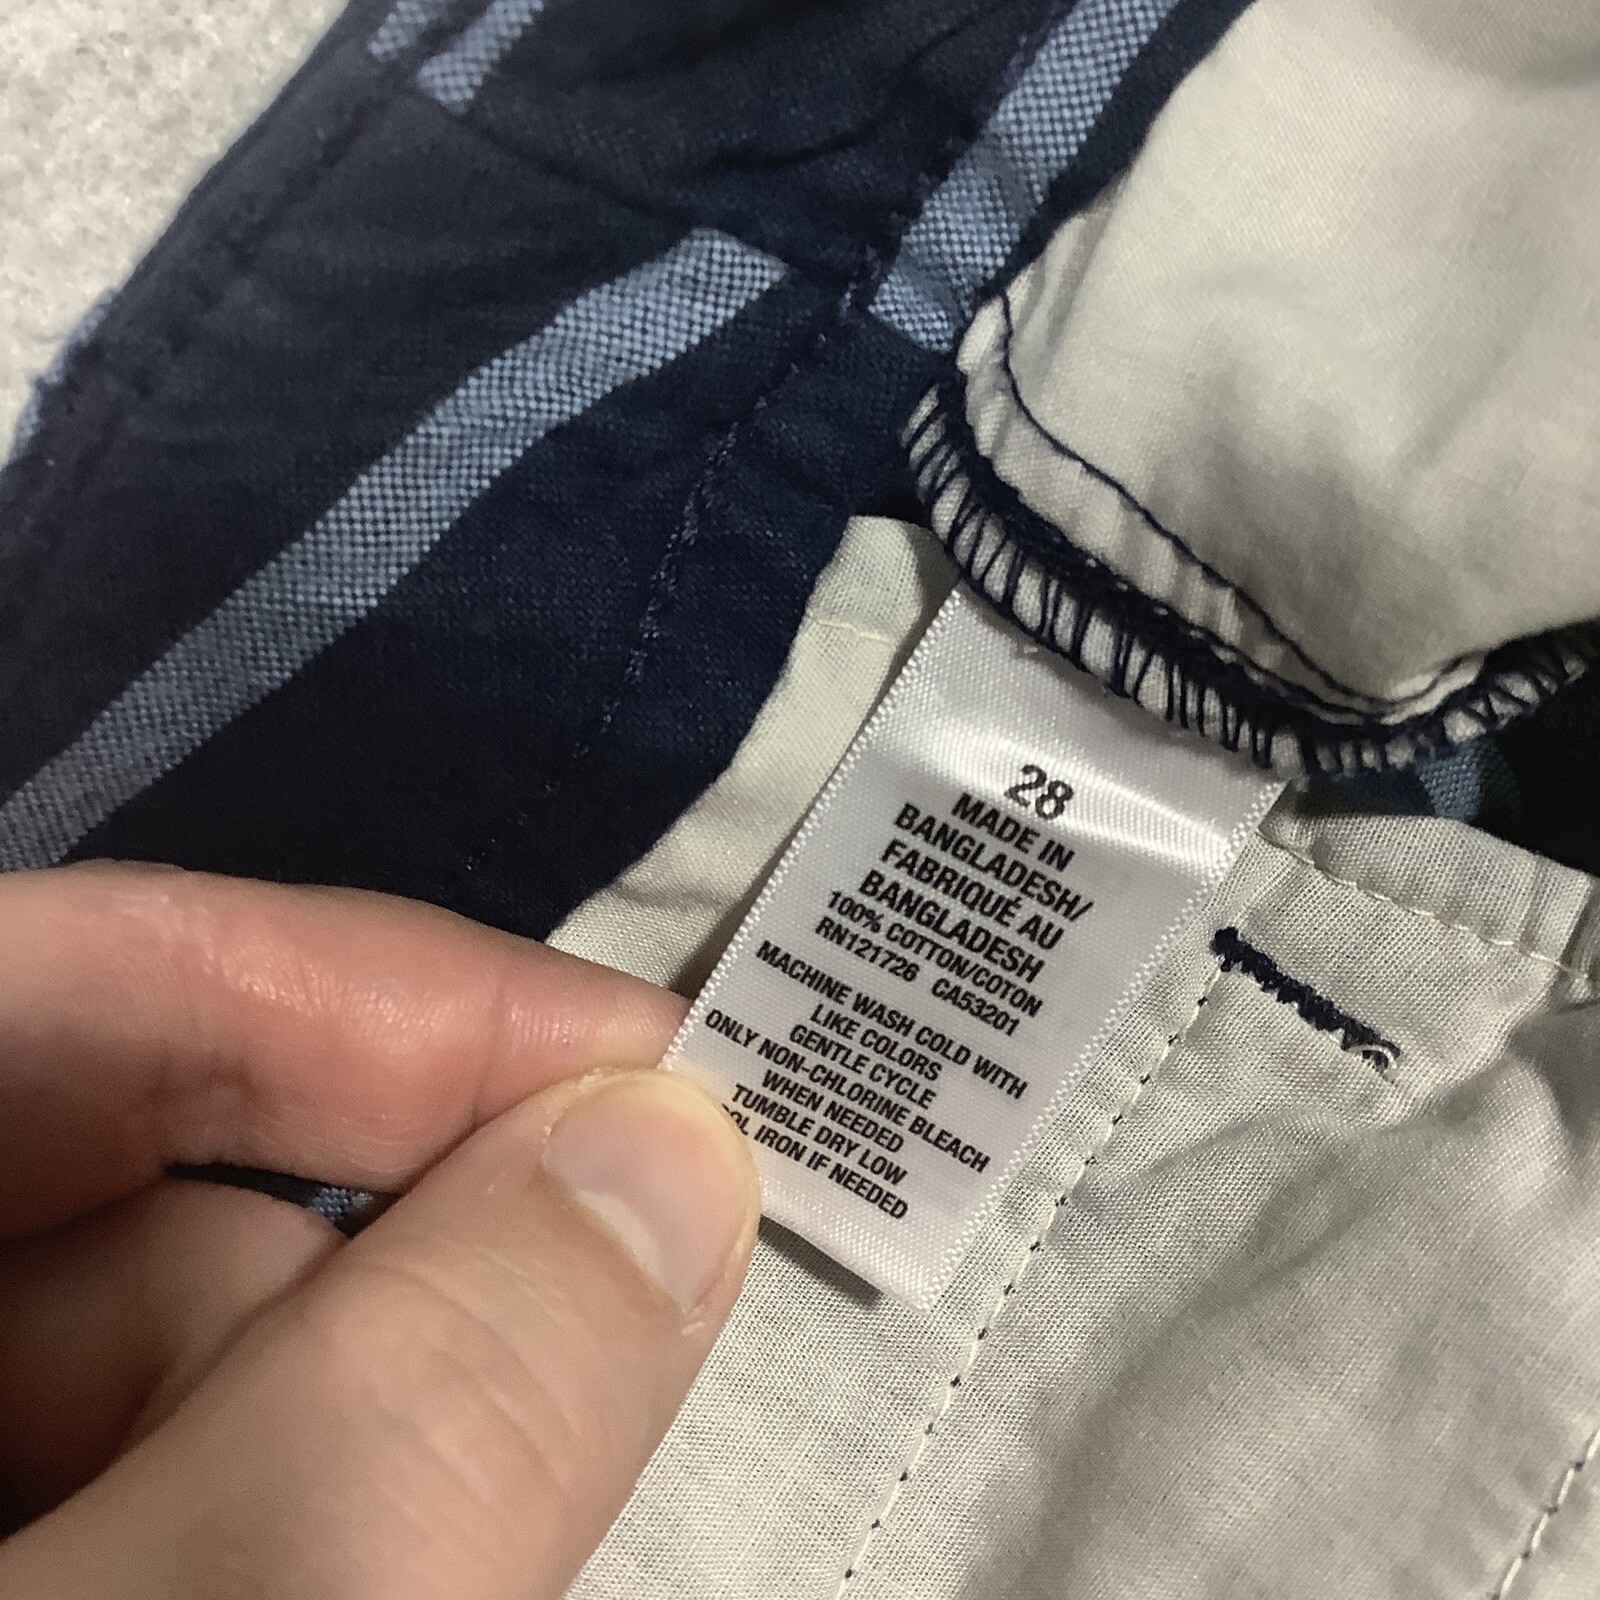 28
MADE IN
BANGLADESH/
FABRIQUÉ AU
BANGLADESH
100% COTTON/COTON
RN121726 CA53201
MACHINE WASH COLD WITH
LIKE COLORS
GENTLE CYCLE
ONLY NON-CHLORINE BLEACH
WHEN NEEDED
TUMBLE DRY LOW
IRON IF NEEDED